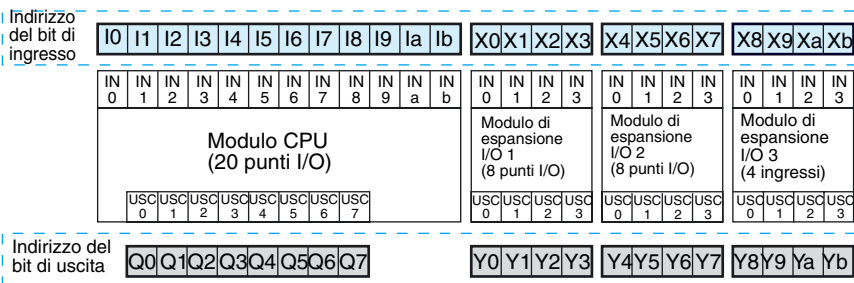 Indirizzo
del bit di
ingresso
I0 I1 I2 I3 I4 I5 I6 I7 I8 I9 Ia Ib X0 X1 X2 X3 X4 X5 X6 X7 X8 X9 Xa Xb
IN IN IN IN IN IN IN IN IN IN IN IN IN IN IN IN IN IN IN IN IN IN IN IN
0 1 2 3 4 5 6 7 8 9 a b 0 1 2 3 0 1 2 3 0 1 2 3
Modulo CPU
(20 punti I/O)
Modulo di
espansione
I/O 1
(8 punti I/O)
Modulo di
espansione
I/O 2
(8 punti I/O)
Modulo di
espansione
I/O 3
(4 ingressi)
USC USC USC USC USC USC USC USC USC USC USC USC USC USC USC USC USC USC USC USC
0 1 2 3 4 5 6 7 0 1 2 3 0 1 2 3 0 1 2 3
Indirizzo del
bit di uscita
Q0 Q1 Q2 Q3 Q4 Q5 Q6 Q7 Y0 Y1 Y2 Y3 Y4 Y5 Y6 Y7 Y8 Y9 Ya Yb